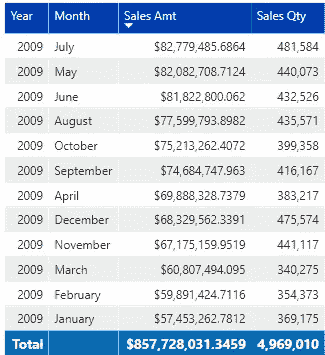 Year Month Sales Amt Sales Qty
2009 July $82,779,485.6864 481,584
2009 May $82,082,708.7124 440,073
2009 June $81,822,800.062 432,526
2009 August $77,599,793.8982 435,571
2009 October $75,213,262.4072 399,358
2009 September $74,684,747.963 416,167
2009 April $69,888,328.7379 383,217
2009 December $68,329,562.3391 475,574
2009 November $67,175,159.9519 441,117
2009 March $60,807,494.095 340,275
2009 February $59,891,424.7116 354,373
2009 January $57,453,262.7812 369,175
Total $857,728,031.3459 4,969,010